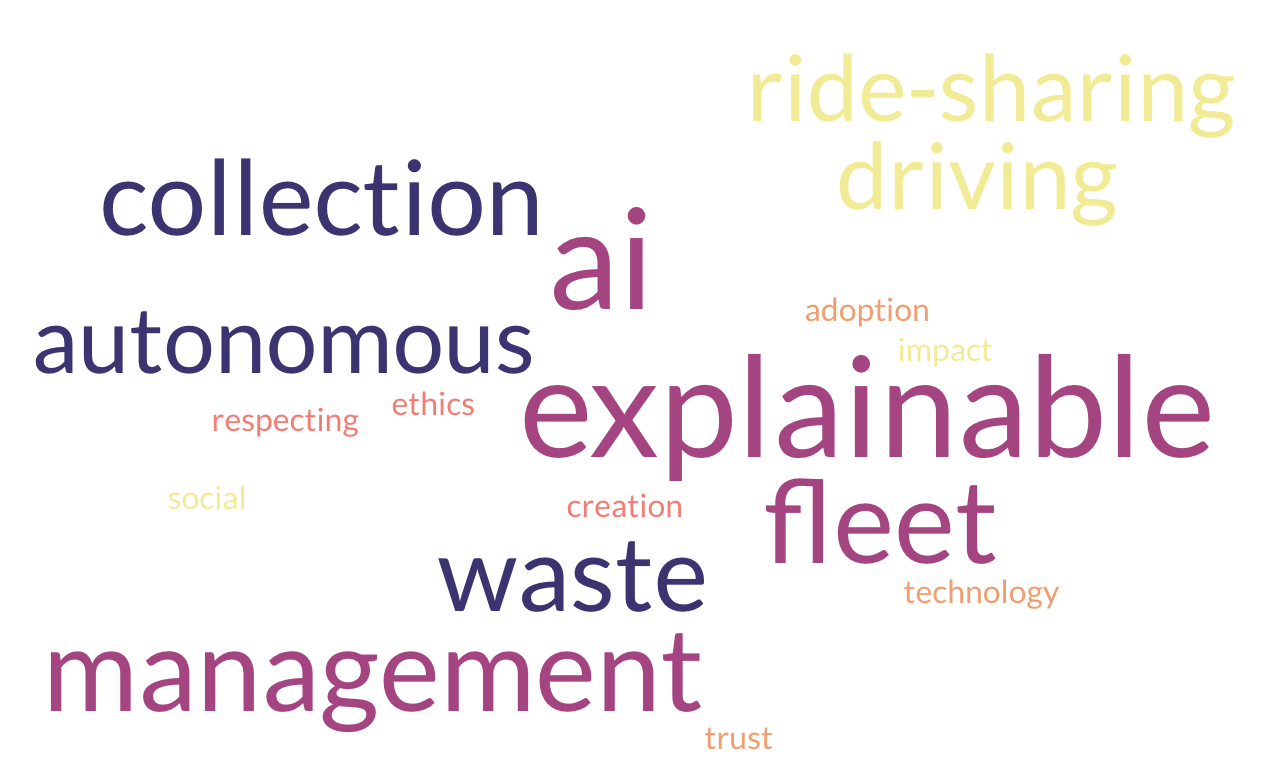 ride-sharing
driving
collection
ai
autonomous
adoption
impact
explainable
ethics
respecting
social
creation
fleet
waste
technology
management
trust